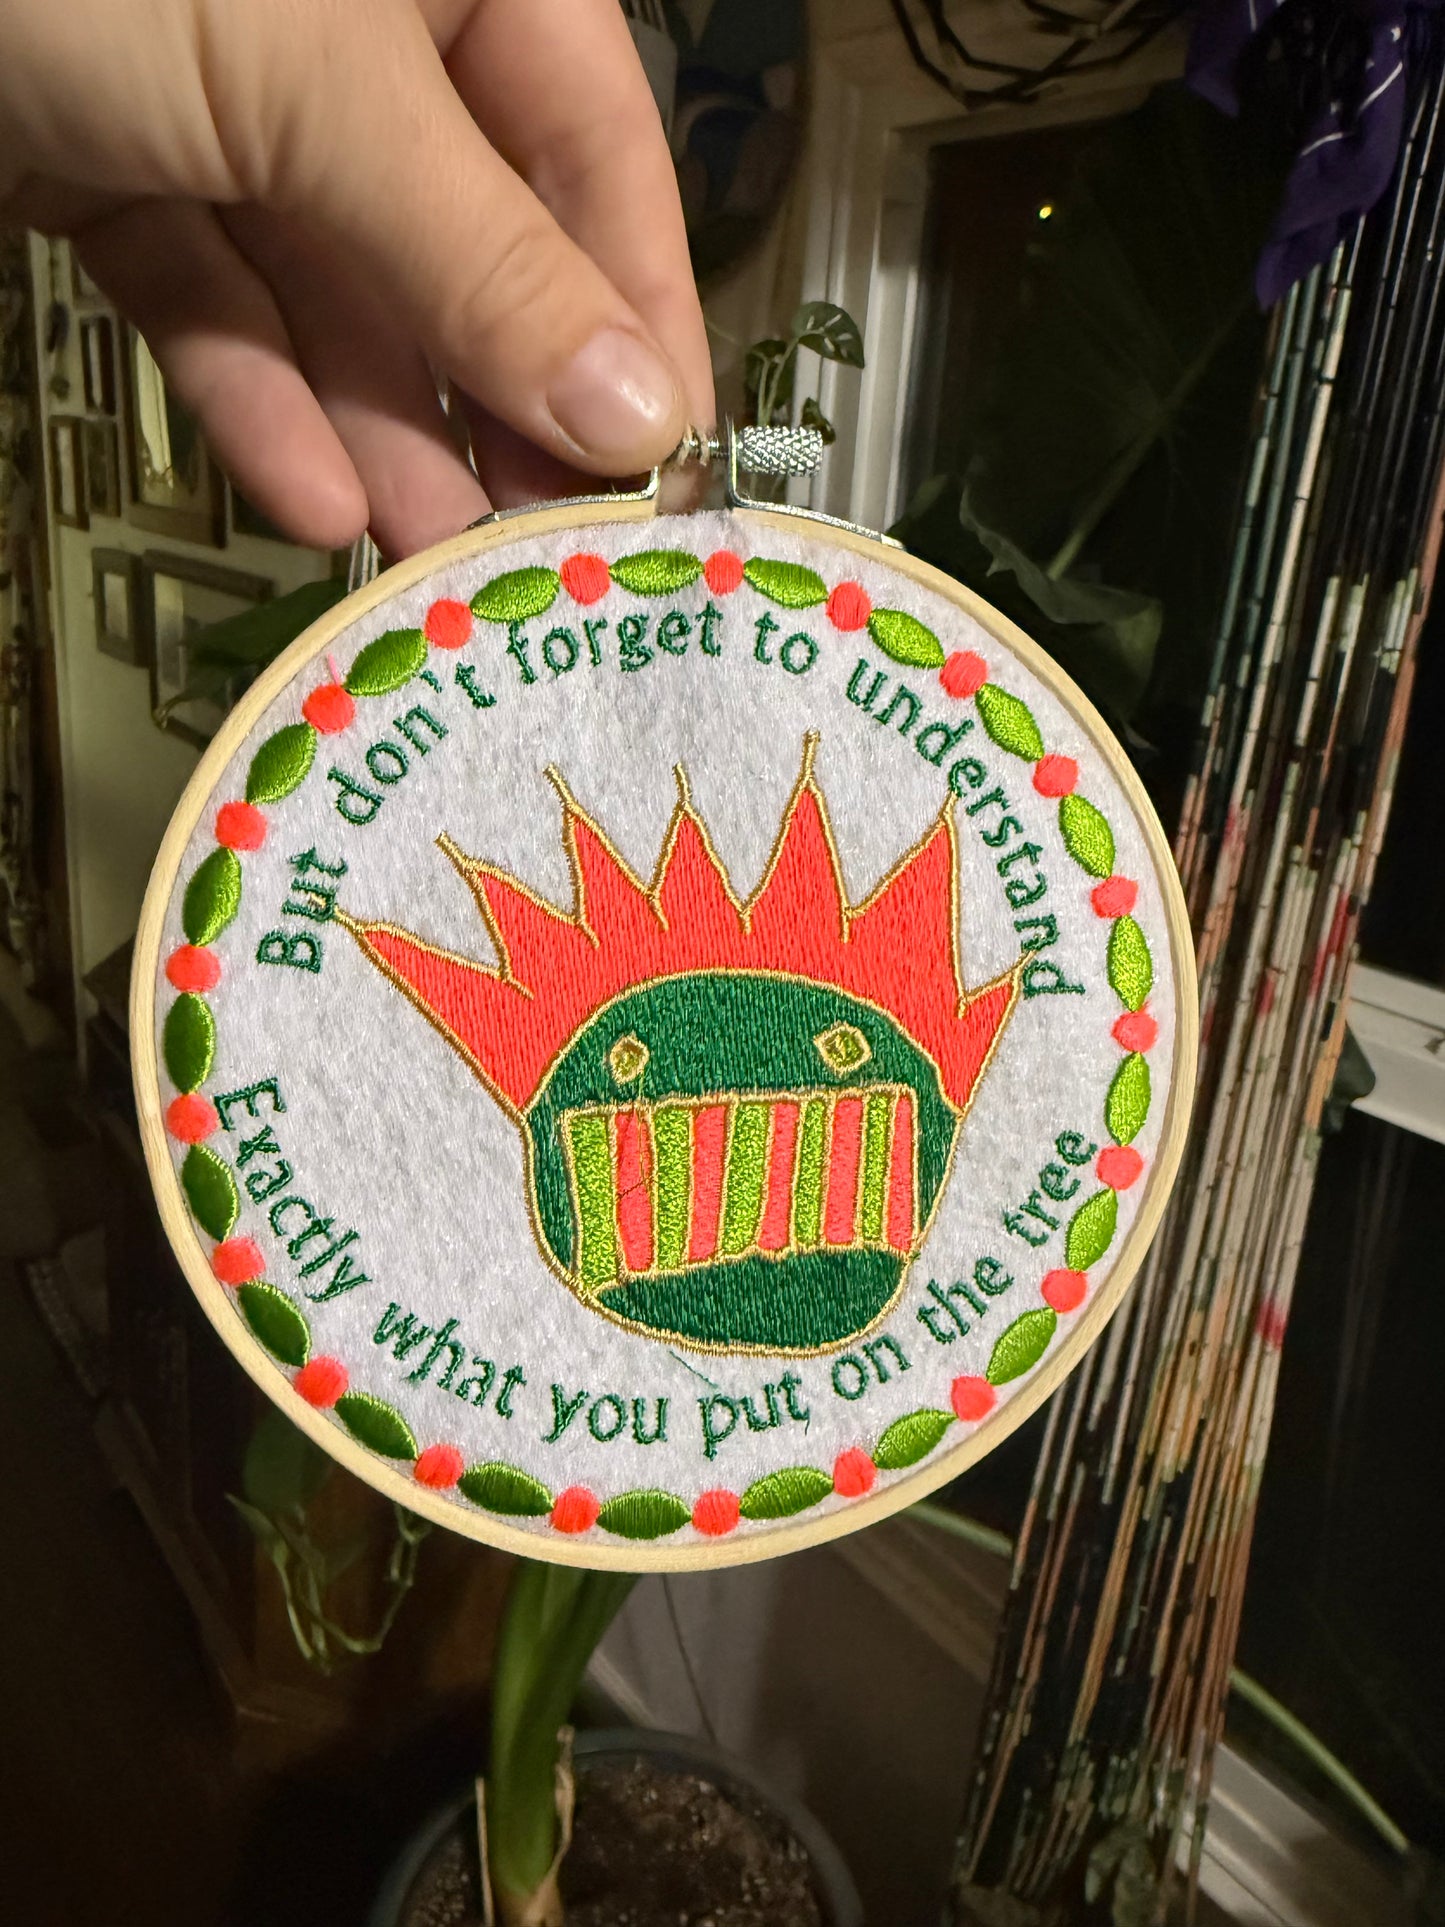 But don't forget to understand
Exactly what you put on the tree